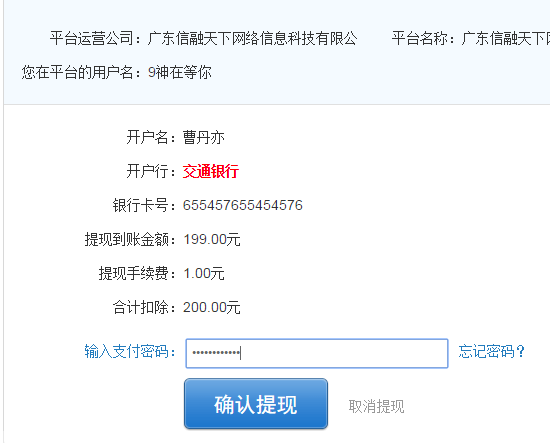 平台运营公司：广东信融天下网络信息科技有限公 平台名称：广东信融天下
您在平台的用户名：9神在等你
开户名：曹丹亦
开户行：交通银行
银行卡号：655457655454576
提现到账金额：199.00元
提现手续费：1.00元
合计扣除：200.00元
输入支付密码： •••••••••••• 忘记密码？
确认提现 取消提现